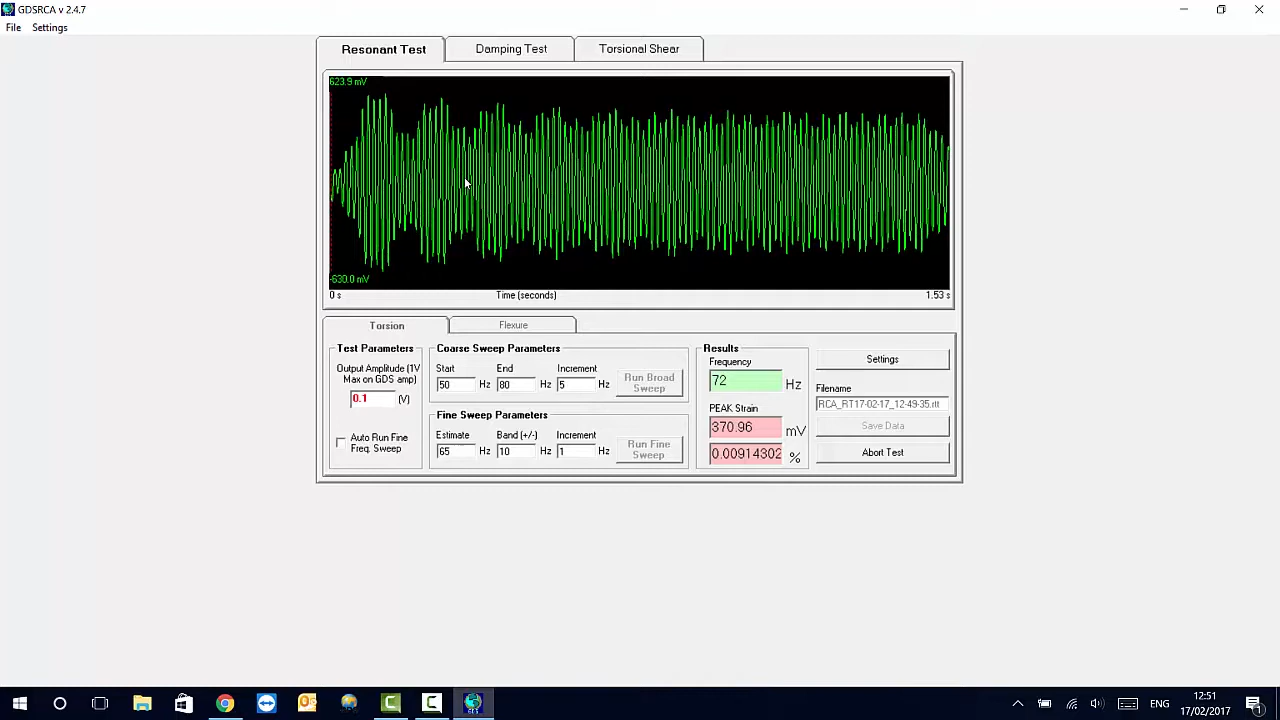 GDSRCA v 2.4.7
File Settings
Resonant Test Damping Test Torsional Shear
623.9 mV
-630.0 mV
0 s Time (seconds) 1.53 s
Torsion Flexure
Test Parameters
Output Amplitude (1V
Max on GDS amp)
0.1 (V)
Auto Run Fine
Freq. Sweep
Coarse Sweep Parameters
Start End Increment
50 Hz 80 Hz 5 Hz
Run Broad
Sweep
Fine Sweep Parameters
Estimate Band (+/-) Increment
65 Hz 10 Hz 1 Hz
Run Fine
Sweep
Results
Frequency
72 Hz
PEAK Strain
370.96 mV
0.00914302 %
Settings
Filename
RCA_RT17-02-17_12-49-35.rtt
Save Data
Abort Test
ENG
12:51
17/02/2017